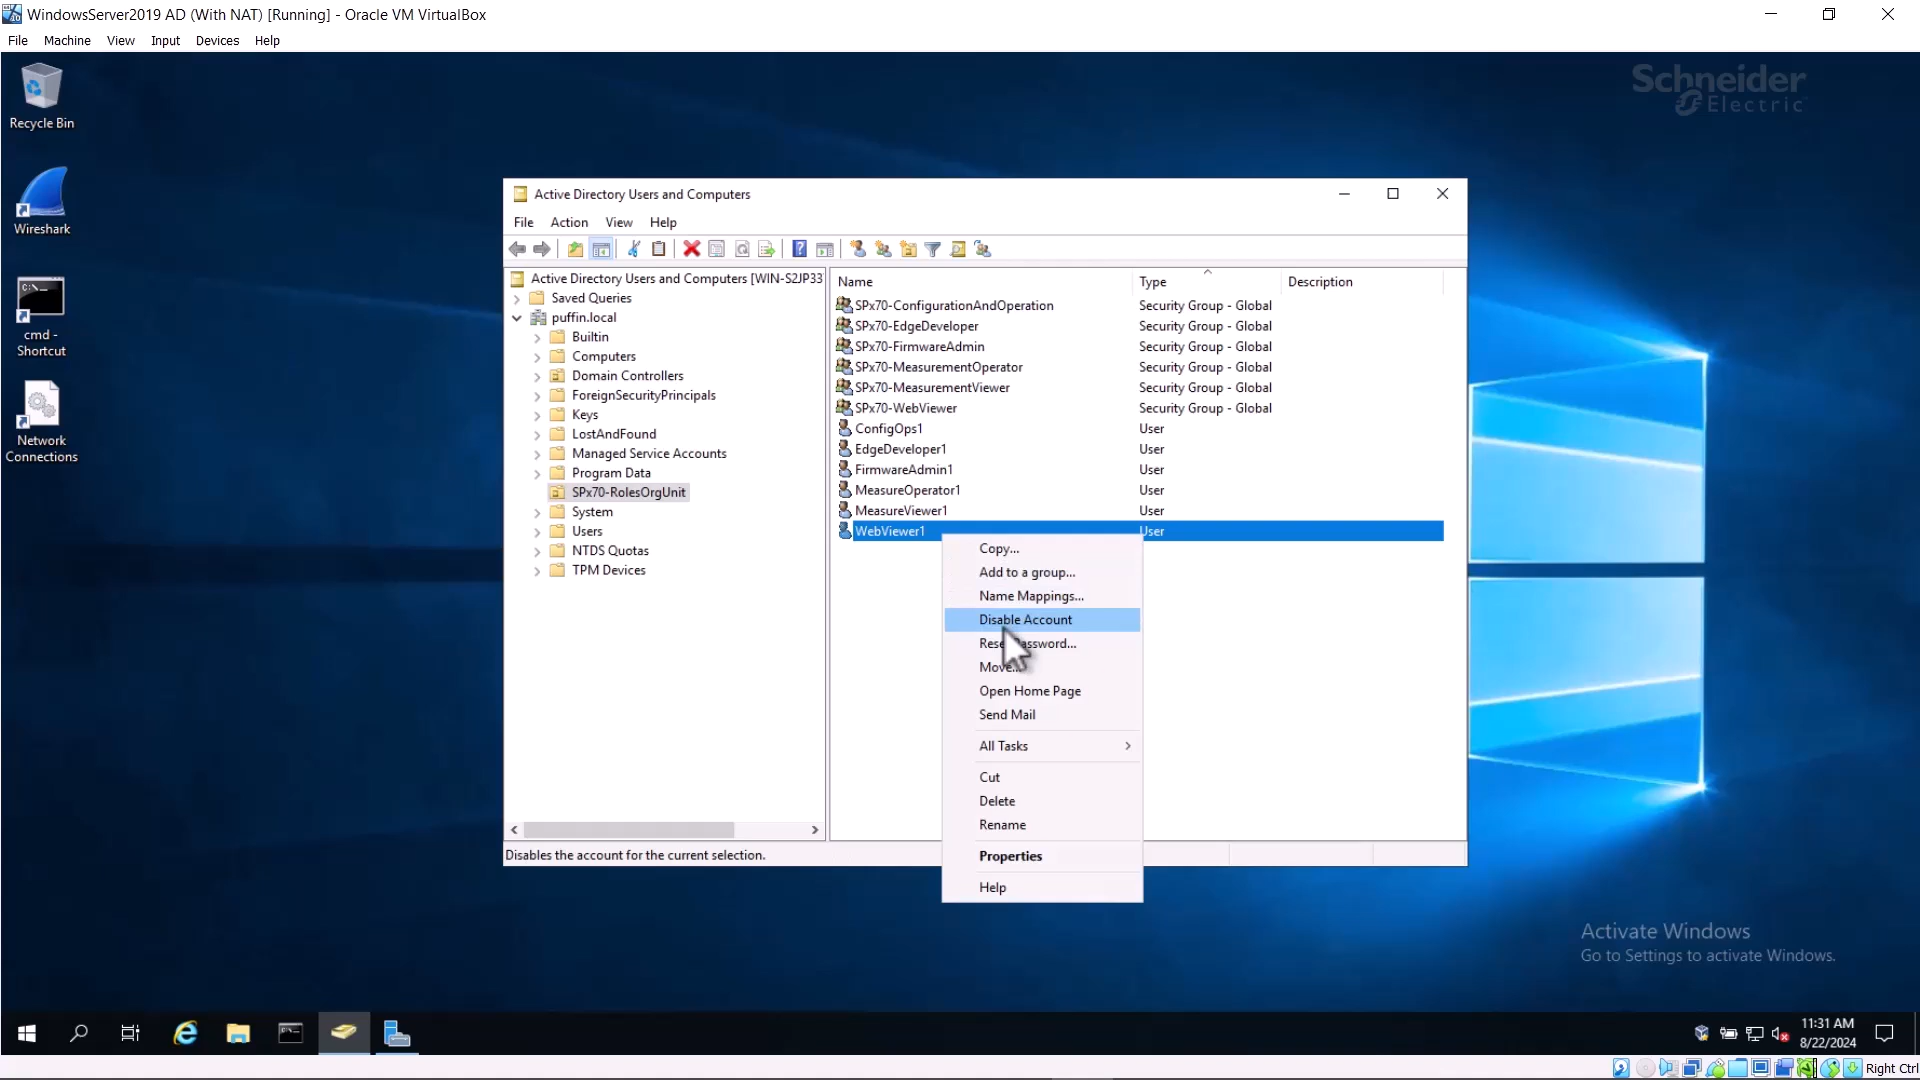 WindowsServer2019 AD (With NAT) [Running] - Oracle VM VirtualBox
File Machine View Input Devices Help
Schneider
Electric
Recycle Bin
Wireshark
cmd -
Shortcut
Network
Connections
Active Directory Users and Computers
File Action View Help
Active Directory Users and Computers [WIN-S2JP33
Saved Queries
puffin.local
Builtin
Computers
Domain Controllers
ForeignSecurityPrincipals
Keys
LostAndFound
Managed Service Accounts
Program Data
SPx70-RolesOrgUnit
System
Users
NTDS Quotas
TPM Devices
Name Type Description
SPx70-ConfigurationAndOperation Security Group - Global
SPx70-EdgeDeveloper Security Group - Global
SPx70-FirmwareAdmin Security Group - Global
SPx70-MeasurementOperator Security Group - Global
SPx70-MeasurementViewer Security Group - Global
SPx70-WebViewer Security Group - Global
ConfigOps1 User
EdgeDeveloper1 User
FirmwareAdmin1 User
MeasureOperator1 User
MeasureViewer1 User
WebViewer1 User
Copy...
Add to a group...
Name Mappings...
Disable Account
Rese assword...
Move...
Open Home Page
Send Mail
All Tasks
Cut
Delete
Rename
Properties
Help
Disables the account for the current selection.
Activate Windows
Go to Settings to activate Windows.
11:31 AM
8/22/2024
Right Ctrl